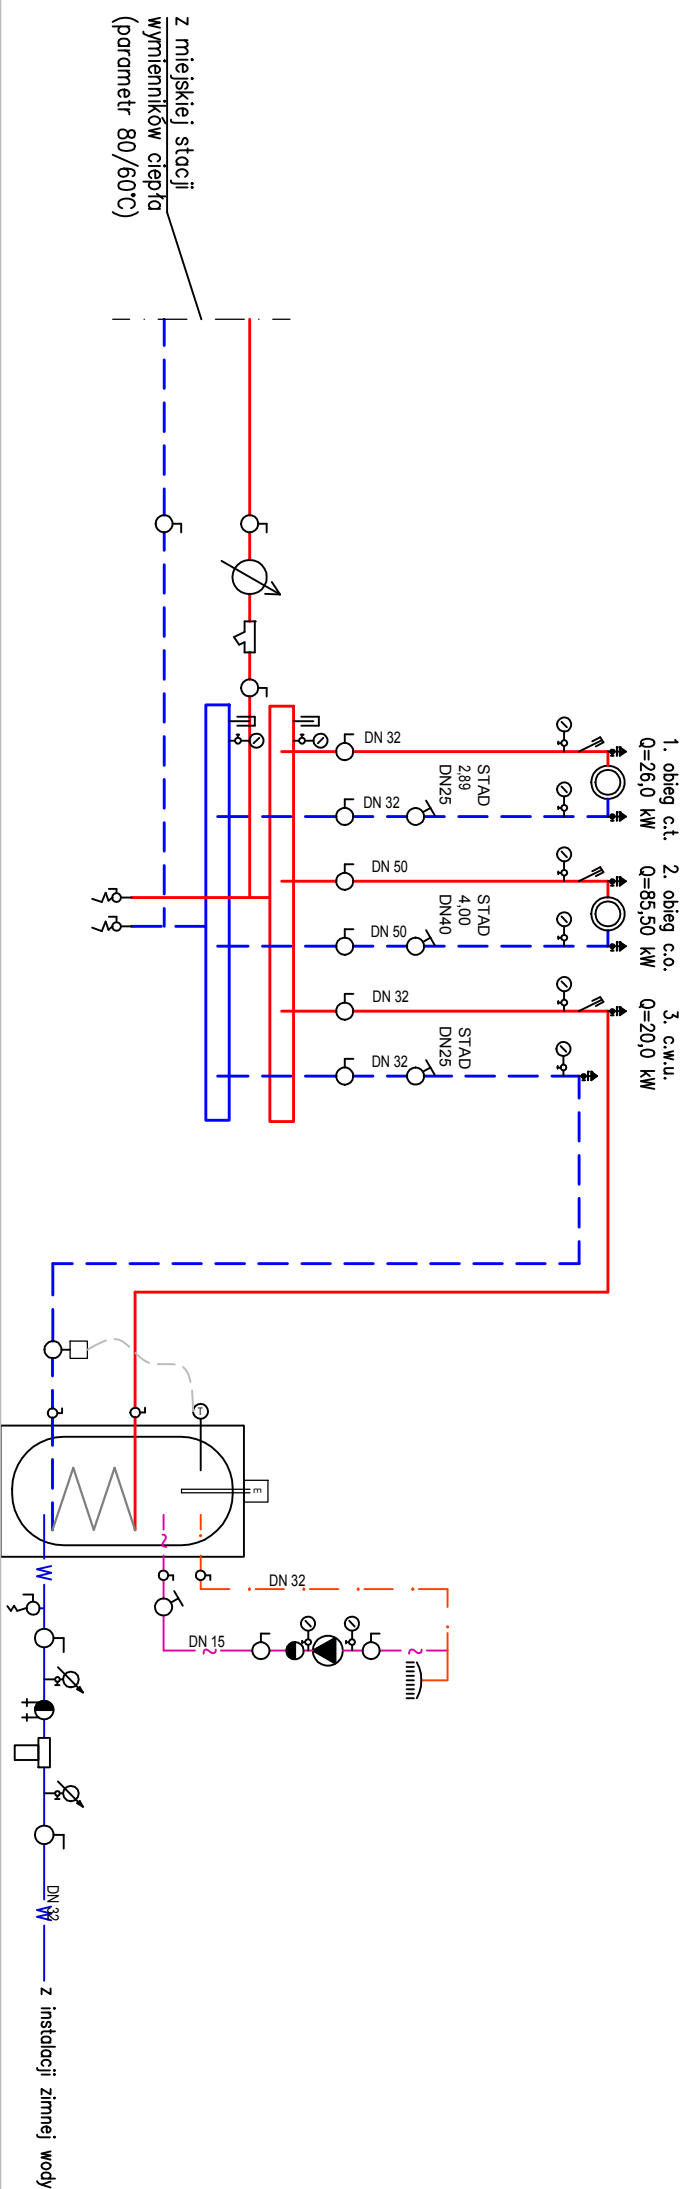 z miejskiej stacji
wymienników ciepła
(parametr 80/60°C)
1. obieg c.t.
Q=26,0 kW
2. obieg c.o.
Q=85,50 kW
3. c.w.u.
Q=20,0 kW
DN 32
DN 32
STAD
2,89
DN25
DN 50
DN 50
STAD
4,00
DN40
DN 32
DN 32
STAD
DN25
T
E
DN 32
DN 15
W
DN 32
W
z instalacji zimnej wody